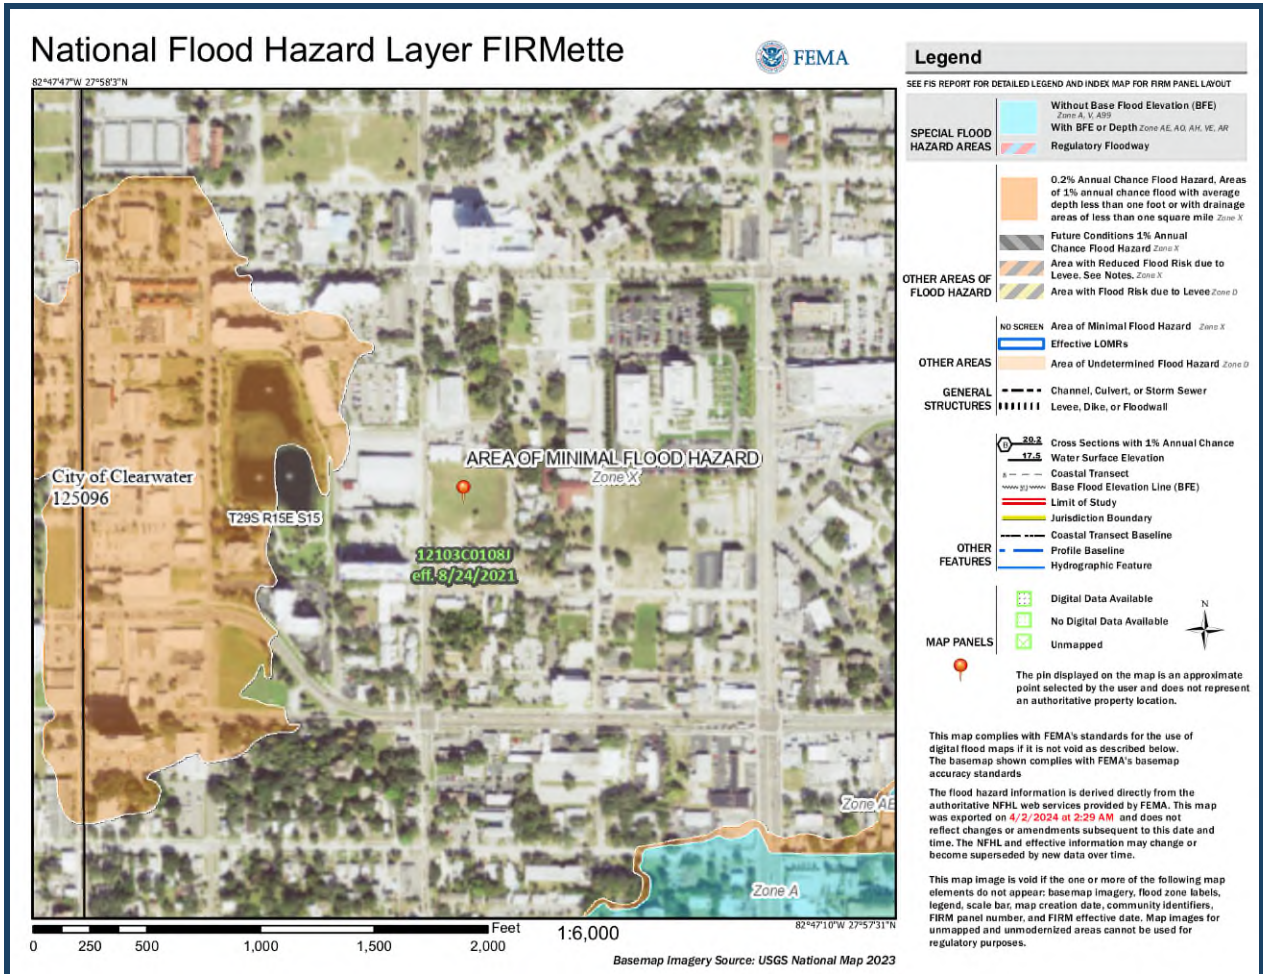 National Flood Hazard Layer FIRMette
FEMA
82°47'47"W 27°58'3"N
City of Clearwater
125096
T29S R15E S15
AREA OF MINIMAL FLOOD HAZARD
Zone X
12103C0108J
eff. 8/24/2021
Zone AE
Zone A
82°47'10"W 27°57'31"N
Feet
1:6,000
0 250 500 1,000 1,500 2,000
Basemap Imagery Source: USGS National Map 2023
Legend
SEE FIS REPORT FOR DETAILED LEGEND AND INDEX MAP FOR FIRM PANEL LAYOUT
SPECIAL FLOOD
HAZARD AREAS
Without Base Flood Elevation (BFE)
Zone A, V, A99
With BFE or Depth Zone AE, AO, AH, VE, AR
Regulatory Floodway
OTHER AREAS OF
FLOOD HAZARD
0.2% Annual Chance Flood Hazard, Areas
of 1% annual chance flood with average
depth less than one foot or with drainage
areas of less than one square mile Zone X
Future Conditions 1% Annual
Chance Flood Hazard Zone X
Area with Reduced Flood Risk due to
Levee. See Notes. Zone X
Area with Flood Risk due to Levee Zone D
OTHER AREAS
NO SCREEN Area of Minimal Flood Hazard Zone X
Effective LOMRs
Area of Undetermined Flood Hazard Zone D
GENERAL
STRUCTURES
Channel, Culvert, or Storm Sewer
Levee, Dike, or Floodwall
OTHER
FEATURES
B 20.2 Cross Sections with 1% Annual Chance
17.5 Water Surface Elevation
8 Coastal Transect
513 Base Flood Elevation Line (BFE)
Limit of Study
Jurisdiction Boundary
Coastal Transect Baseline
Profile Baseline
Hydrographic Feature
MAP PANELS
Digital Data Available
No Digital Data Available
Unmapped
N
The pin displayed on the map is an approximate
point selected by the user and does not represent
an authoritative property location.
This map complies with FEMA's standards for the use of
digital flood maps if it is not void as described below.
The basemap shown complies with FEMA's basemap
accuracy standards
The flood hazard information is derived directly from the
authoritative NFHL web services provided by FEMA. This map
was exported on 4/2/2024 at 2:29 AM and does not
reflect changes or amendments subsequent to this date and
time. The NFHL and effective information may change or
become superseded by new data over time.
This map image is void if the one or more of the following map
elements do not appear: basemap imagery, flood zone labels,
legend, scale bar, map creation date, community identifiers,
FIRM panel number, and FIRM effective date. Map images for
unmapped and unmodernized areas cannot be used for
regulatory purposes.